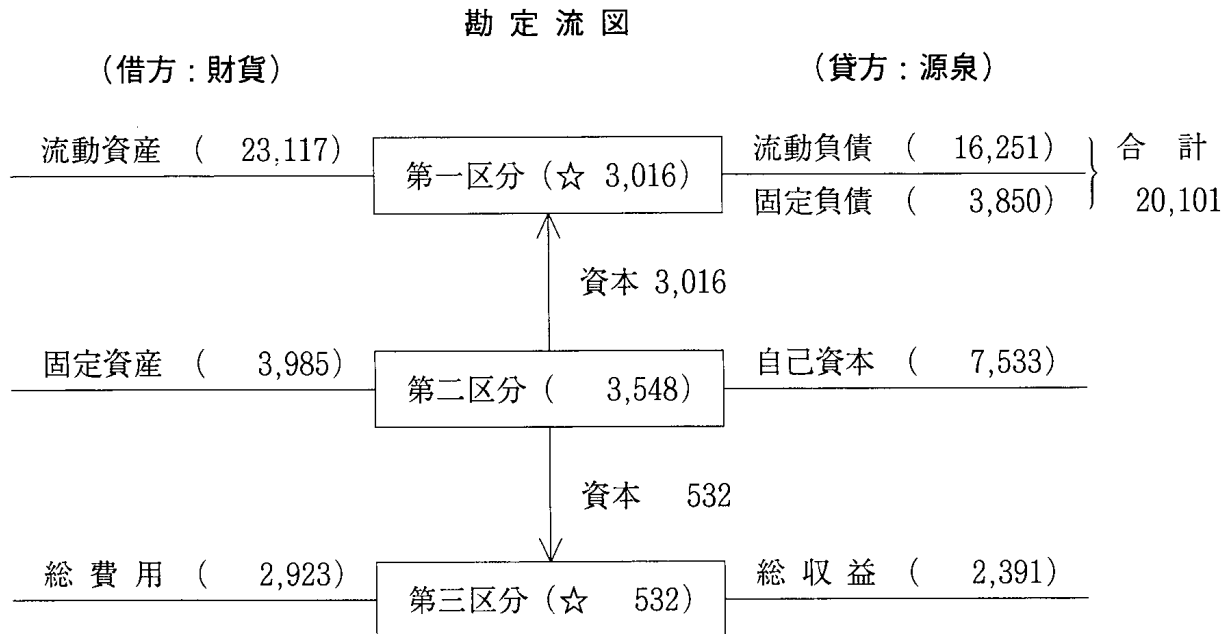 勘定流図
（借方：財貨） （貸方：源泉）
流動資産 （ 23,117） 第一区分（☆ 3,016） 流動負債 （ 16,251） 合計
固定負債 （ 3,850） 20,101
資本 3,016
固定資産 （ 3,985） 第二区分（ 3,548） 自己資本 （ 7,533）
資本 532
総費用 （ 2,923） 第三区分（☆ 532） 総収益 （ 2,391）